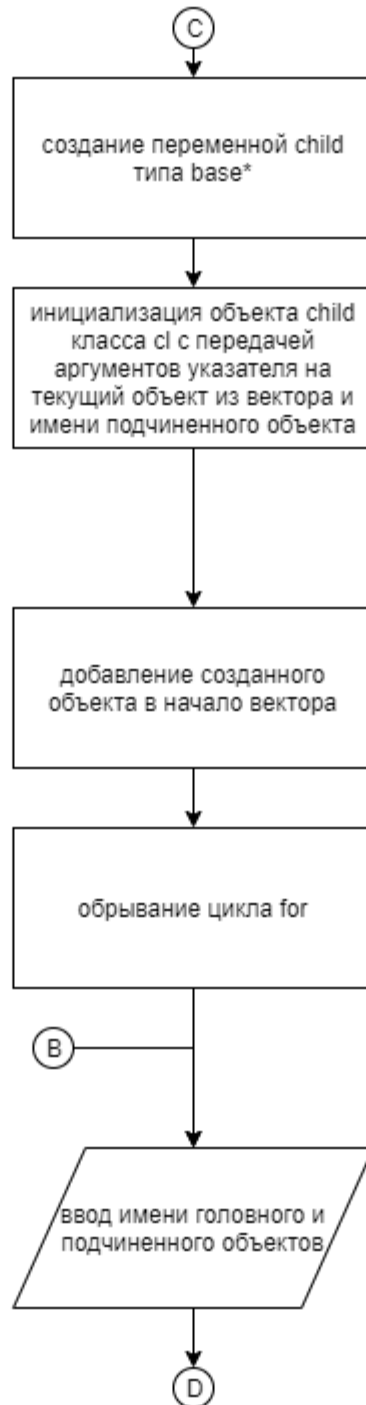 C
создание переменной child
типа base*
инициализация объекта child
класса cl с передачей
аргументов указателя на
текущий объект из вектора и
имени подчиненного объекта
добавление созданного
объекта в начало вектора
обрывание цикла for
B
ввод имени головного и
подчиненного объектов
D